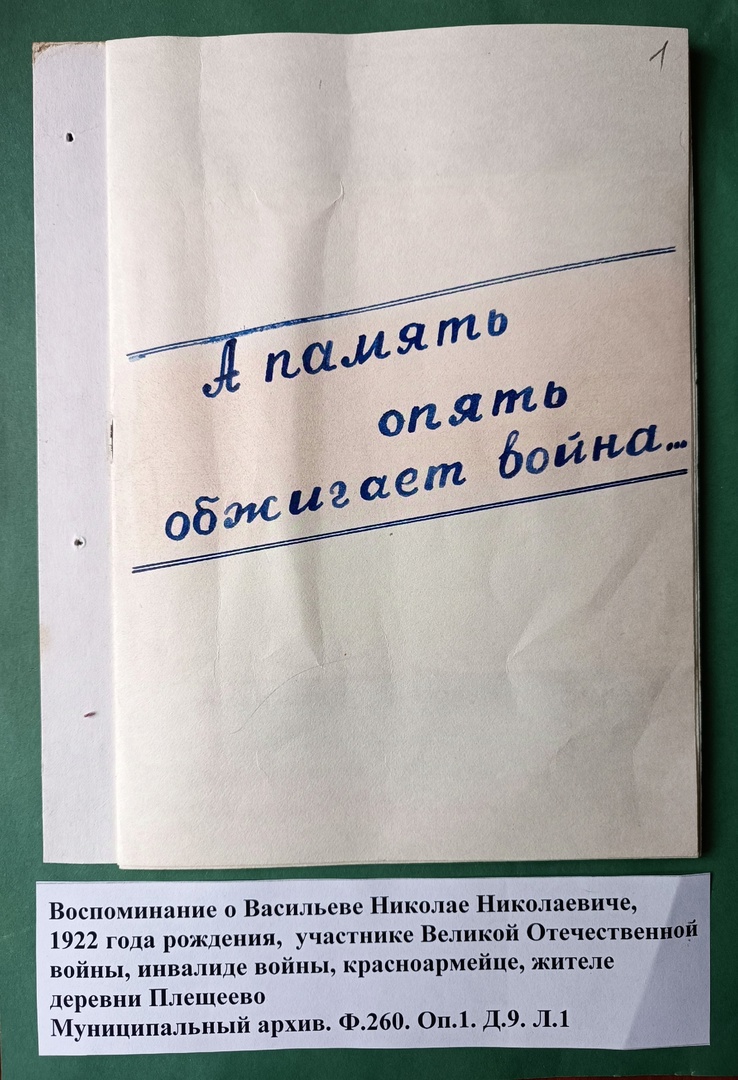 1
А память
опять
обжигает война...
Воспоминание о Васильеве Николае Николаевиче,
1922 года рождения,  участнике Великой Отечественной
войны, инвалиде войны, красноармейце, жителе
деревни Плещеево
Муниципальный архив. Ф.260. Оп.1. Д.9. Л.1